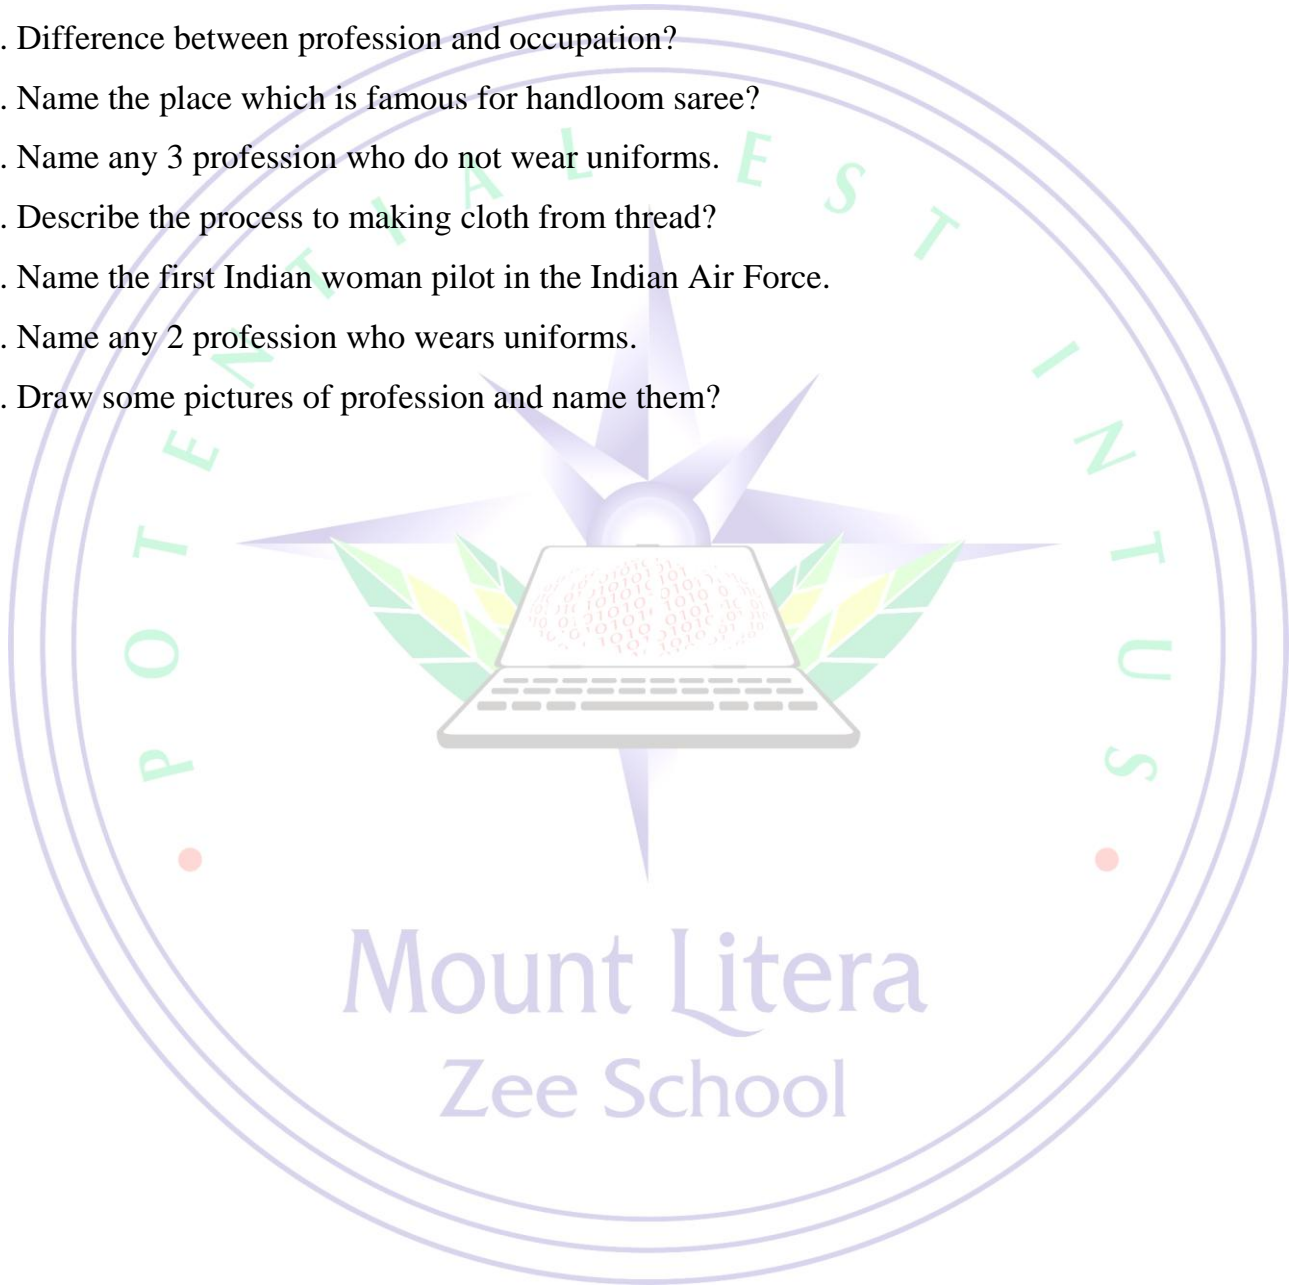 . Difference between profession and occupation?
. Name the place which is famous for handloom saree?
. Name any 3 profession who do not wear uniforms.
. Describe the process to making cloth from thread?
. Name the first Indian woman pilot in the Indian Air Force.
. Name any 2 profession who wears uniforms.
. Draw some pictures of profession and name them?
POTENTIAL EST INTUS
Mount Litera
Zee School